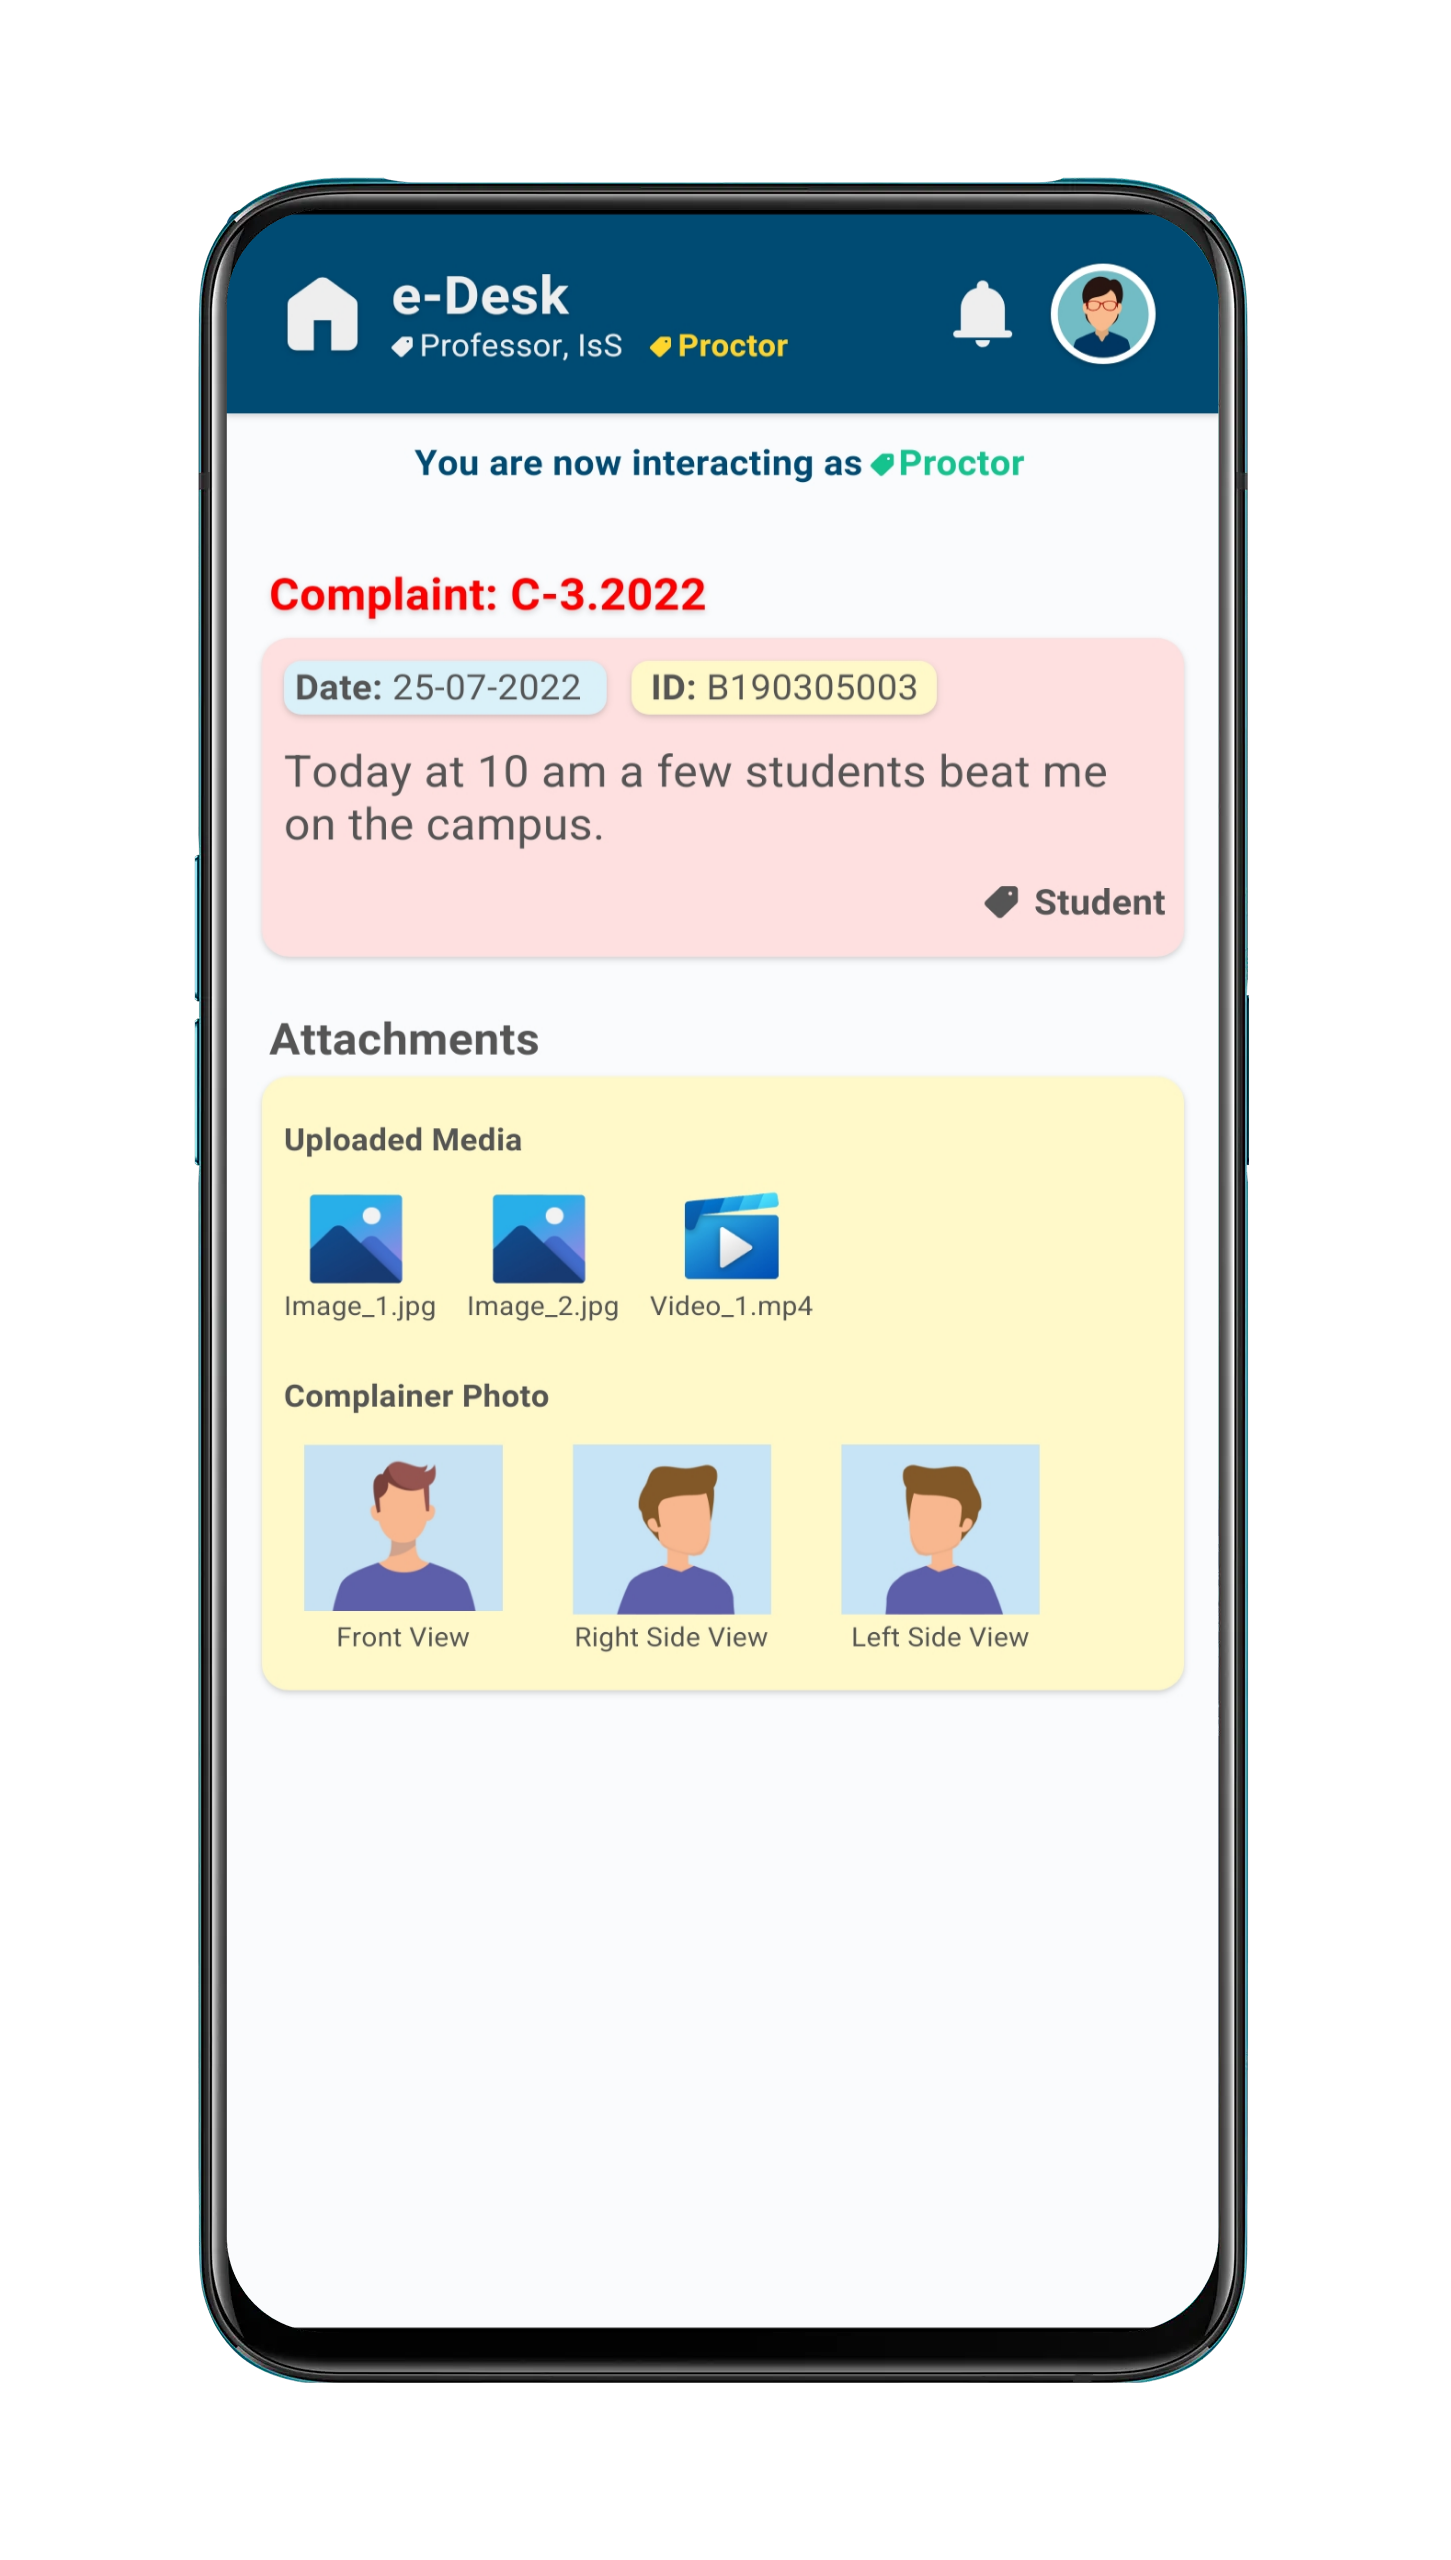 e-Desk
Professor, IsS Proctor
You are now interacting as Proctor
Complaint: C-3.2022
Date: 25-07-2022 ID: B190305003
Today at 10 am a few students beat me
on the campus.
Student
Attachments
Uploaded Media
Image_1.jpg Image_2.jpg Video_1.mp4
Complainer Photo
Front View Right Side View Left Side View